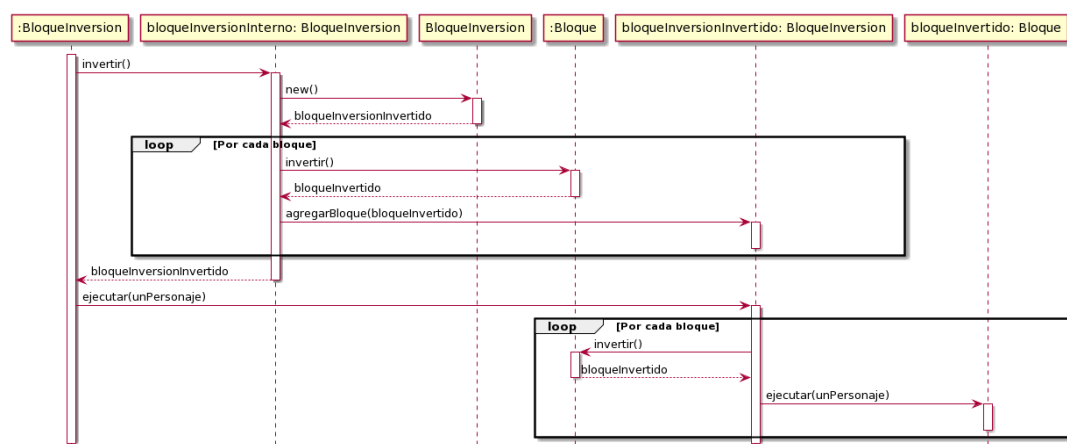 :BloqueInversion
bloqueInversionInterno: BloqueInversion
BloqueInversion
:Bloque
bloqueInversionInvertido: BloqueInversion
bloqueInvertido: Bloque
invertir()
new()
bloqueInversionInvertido
loop
[Por cada bloque]
invertir()
bloqueInvertido
agregarBloque(bloqueInvertido)
bloqueInversionInvertido
ejecutar(unPersonaje)
loop
[Por cada bloque]
invertir()
bloqueInvertido
ejecutar(unPersonaje)